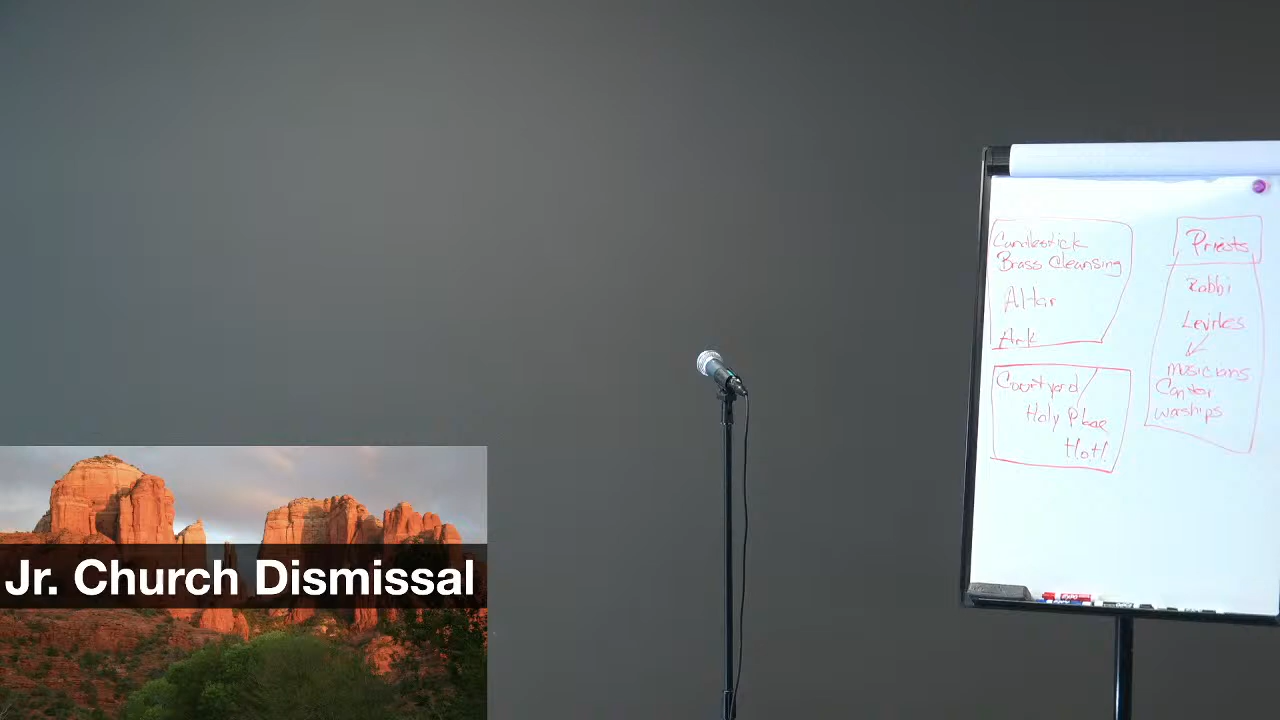 Candlestick
Brass Cleansing
Altar
Ark
Courtyard
Holy Place
H.o.H.
Priests
Rabbi
Levites
musicians
Cantor
worships
Jr. Church Dismissal